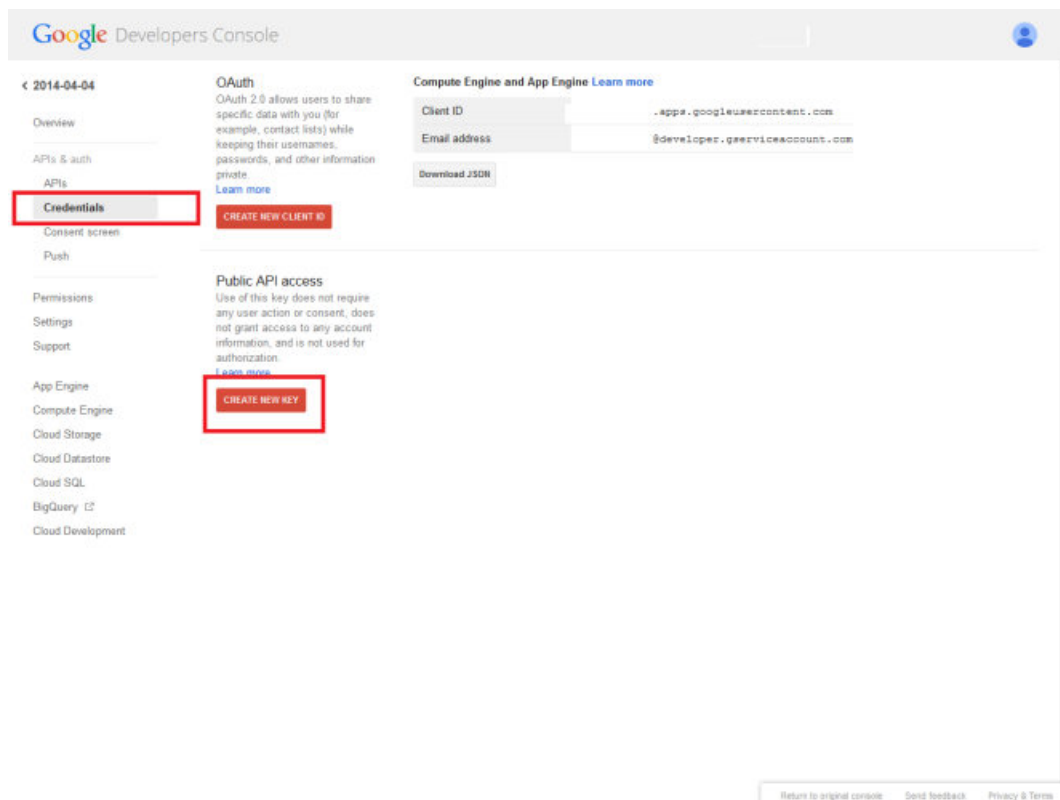 Google Developers Console
< 2014-04-04
Overview
APIs & auth
APIs
Credentials
Consent screen
Push
Permissions
Settings
Support
App Engine
Compute Engine
Cloud Storage
Cloud Datastore
Cloud SQL
BigQuery
Cloud Development
OAuth
OAuth 2.0 allows users to share
specific data with you (for
example, contact lists) while
keeping their usernames,
passwords, and other information
private.
Learn more
CREATE NEW CLIENT ID
Compute Engine and App Engine Learn more
Client ID .apps.googleusercontent.com
Email address @developer.gserviceaccount.com
Download JSON
Public API access
Use of this key does not require
any user action or consent, does
not grant access to any account
information, and is not used for
authorization.
Learn more
CREATE NEW KEY
Return to original console Send feedback Privacy & Terms